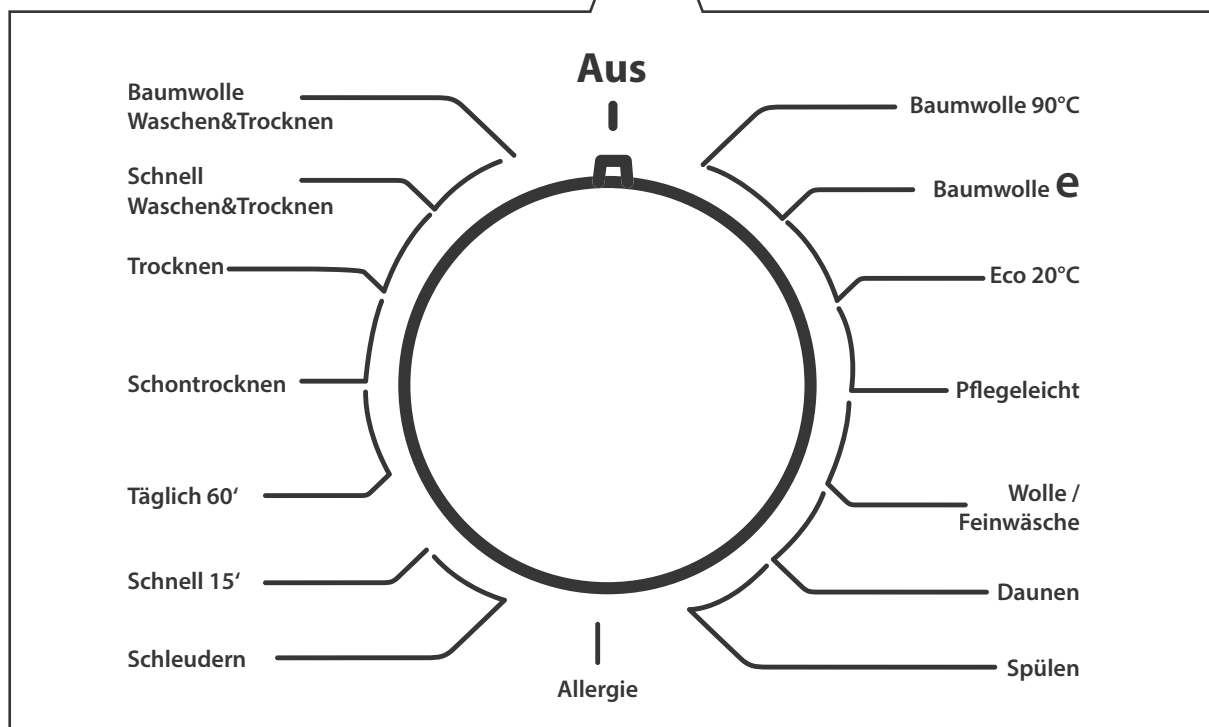 Aus
Baumwolle
Waschen&Trocknen
Schnell
Waschen&Trocknen
Trocknen
Schontrocknen
Täglich 60‘
Schnell 15‘
Schleudern
Allergie
Baumwolle 90°C
Baumwolle e
Eco 20°C
Pflegeleicht
Wolle /
Feinwäsche
Daunen
Spülen